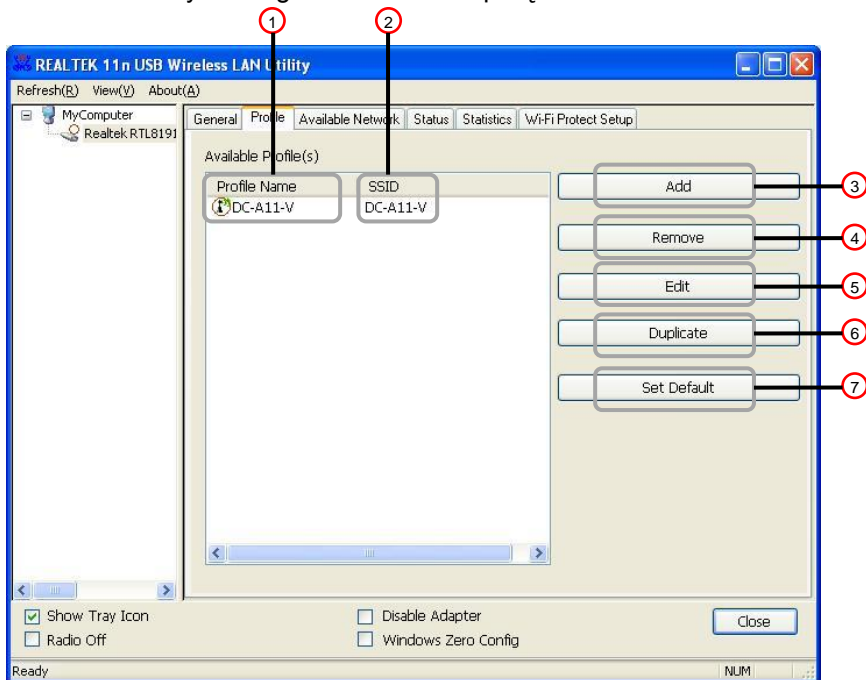 1 2
REALTEK 11n USB Wireless LAN Utility
Refresh(R) View(V) About(A)
MyComputer
Realtek RTL8191
General Profile Available Network Status Statistics Wi-Fi Protect Setup
Available Profile(s)
Profile Name SSID
DC-A11-V DC-A11-V
Add 3
Remove 4
Edit 5
Duplicate 6
Set Default 7
Show Tray Icon Disable Adapter Close
Radio Off Windows Zero Config
Ready NUM